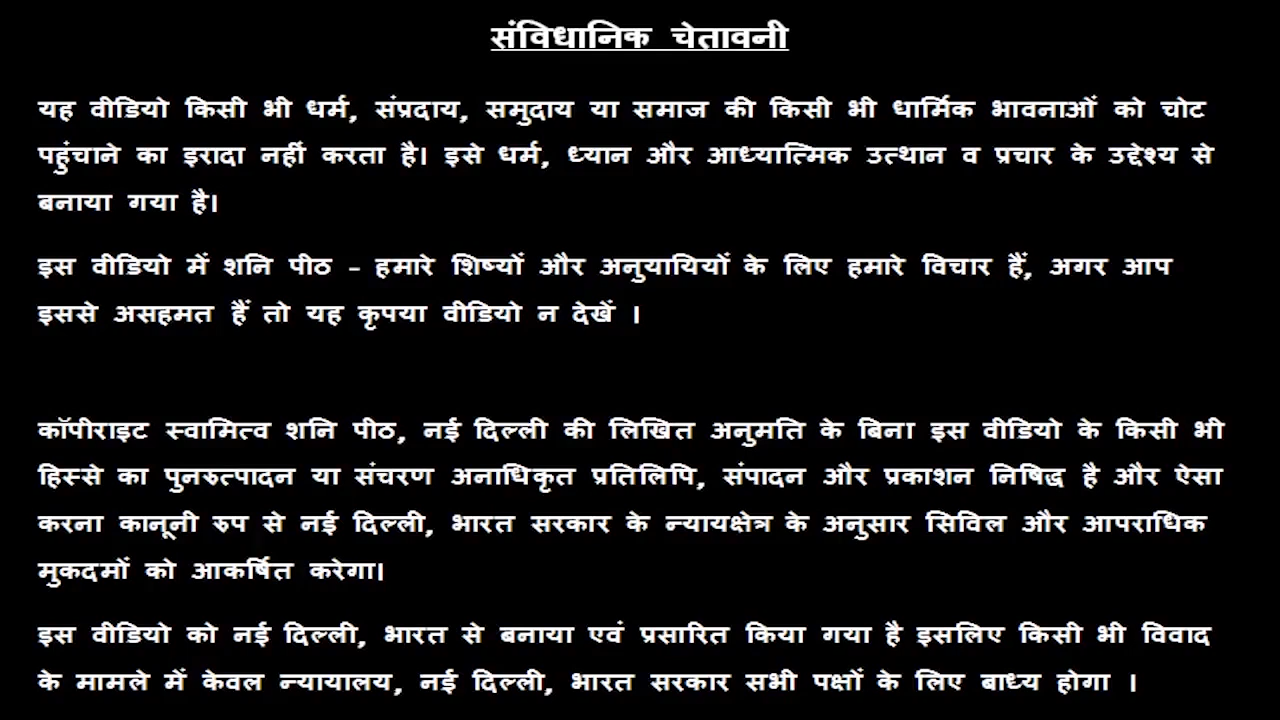 संविधानिक चेतावनी
यह वीडियो किसी भी धर्म, संप्रदाय, समुदाय या समाज की किसी भी धार्मिक भावनाओं को चोट
पहुंचाने का इरादा नहीं करता है। इसे धर्म, ध्यान और आध्यात्मिक उत्थान व प्रचार के उद्देश्य से
बनाया गया है।
इस वीडियो में शनि पीठ – हमारे शिष्यों और अनुयायियों के लिए हमारे विचार हैं, अगर आप
इससे असहमत हैं तो यह कृपया वीडियो न देखें ।
कॉपीराइट स्वामित्व शनि पीठ, नई दिल्ली की लिखित अनुमति के बिना इस वीडियो के किसी भी
हिस्से का पुनरुत्पादन या संचरण अनाधिकृत प्रतिलिपि, संपादन और प्रकाशन निषिद्ध है और ऐसा
करना कानूनी रुप से नई दिल्ली, भारत सरकार के न्यायक्षेत्र के अनुसार सिविल और आपराधिक
मुकदमों को आकर्षित करेगा।
इस वीडियो को नई दिल्ली, भारत से बनाया एवं प्रसारित किया गया है इसलिए किसी भी विवाद
के मामले में केवल न्यायालय, नई दिल्ली, भारत सरकार सभी पक्षों के लिए बाध्य होगा ।